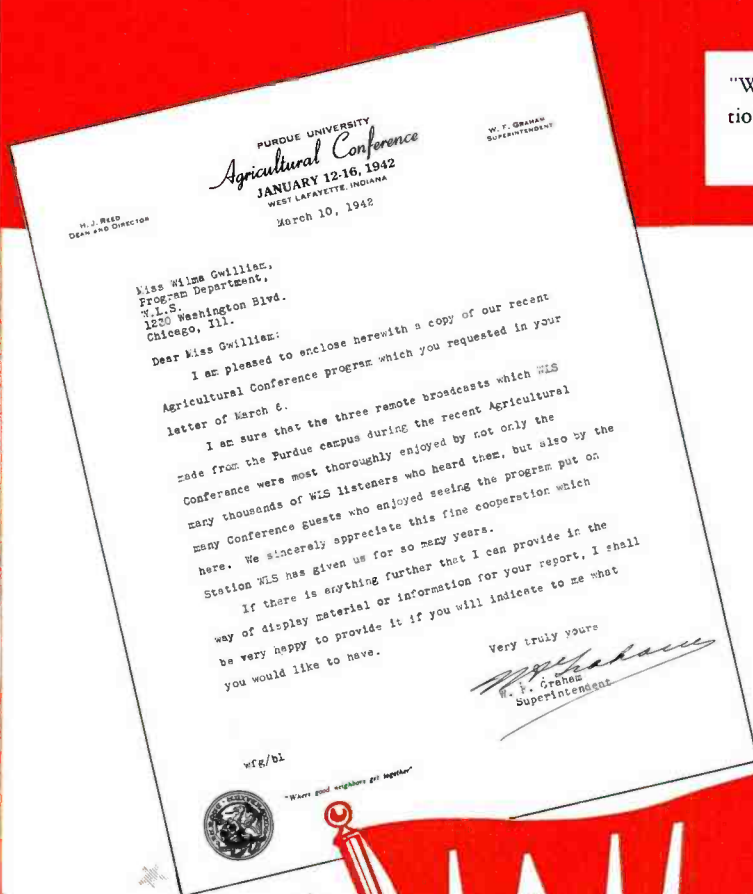 PURDUE UNIVERSITY
Agricultural Conference
JANUARY 12-16, 1942
WEST LAFAYETTE, INDIANA
H. J. REED
DEAN AND DIRECTOR
W. F. GRAHAM
SUPERINTENDENT
March 10, 1942
Miss Wilma Gwilliam,
Program Department,
W.L.S.
1230 Washington Blvd.
Chicago, Ill.
Dear Miss Gwilliam:
I am pleased to enclose herewith a copy of our recent
Agricultural Conference program which you requested in your
letter of March 6.
I am sure that the three remote broadcasts which WLS
made from the Purdue campus during the recent Agricultural
Conference were most thoroughly enjoyed by not only the
many thousands of WLS listeners who heard them, but also by the
many Conference guests who enjoyed seeing the program put on
here. We sincerely appreciate this fine cooperation which
Station WLS has given us for so many years.
If there is anything further that I can provide in the
way of display material or information for your report, I shall
be very happy to provide it if you will indicate to me what
you would like to have.
Very truly yours
W. F. Graham
Superintendent
wfg/bl
"Where good neighbors get together"
"W
tio